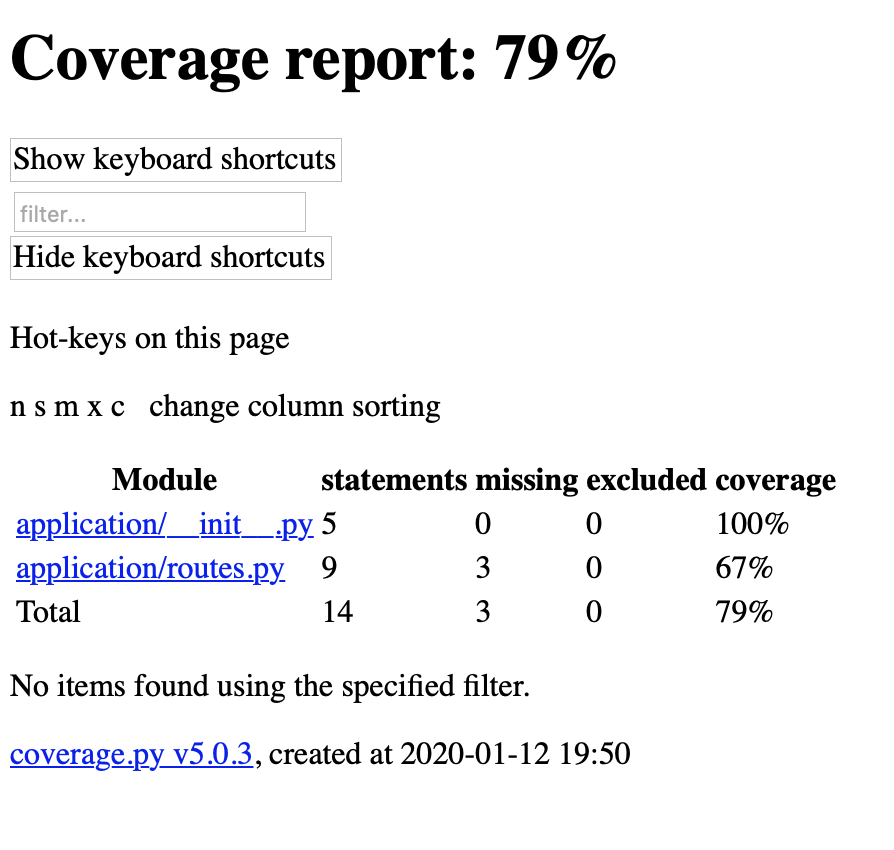 Coverage report: 79%
Show keyboard shortcuts
filter...
Hide keyboard shortcuts
Hot-keys on this page
n s m x c change column sorting
Module statements missing excluded coverage
application/__init__.py 5 0 0 100%
application/routes.py 9 3 0 67%
Total 14 3 0 79%
No items found using the specified filter.
coverage.py v5.0.3, created at 2020-01-12 19:50